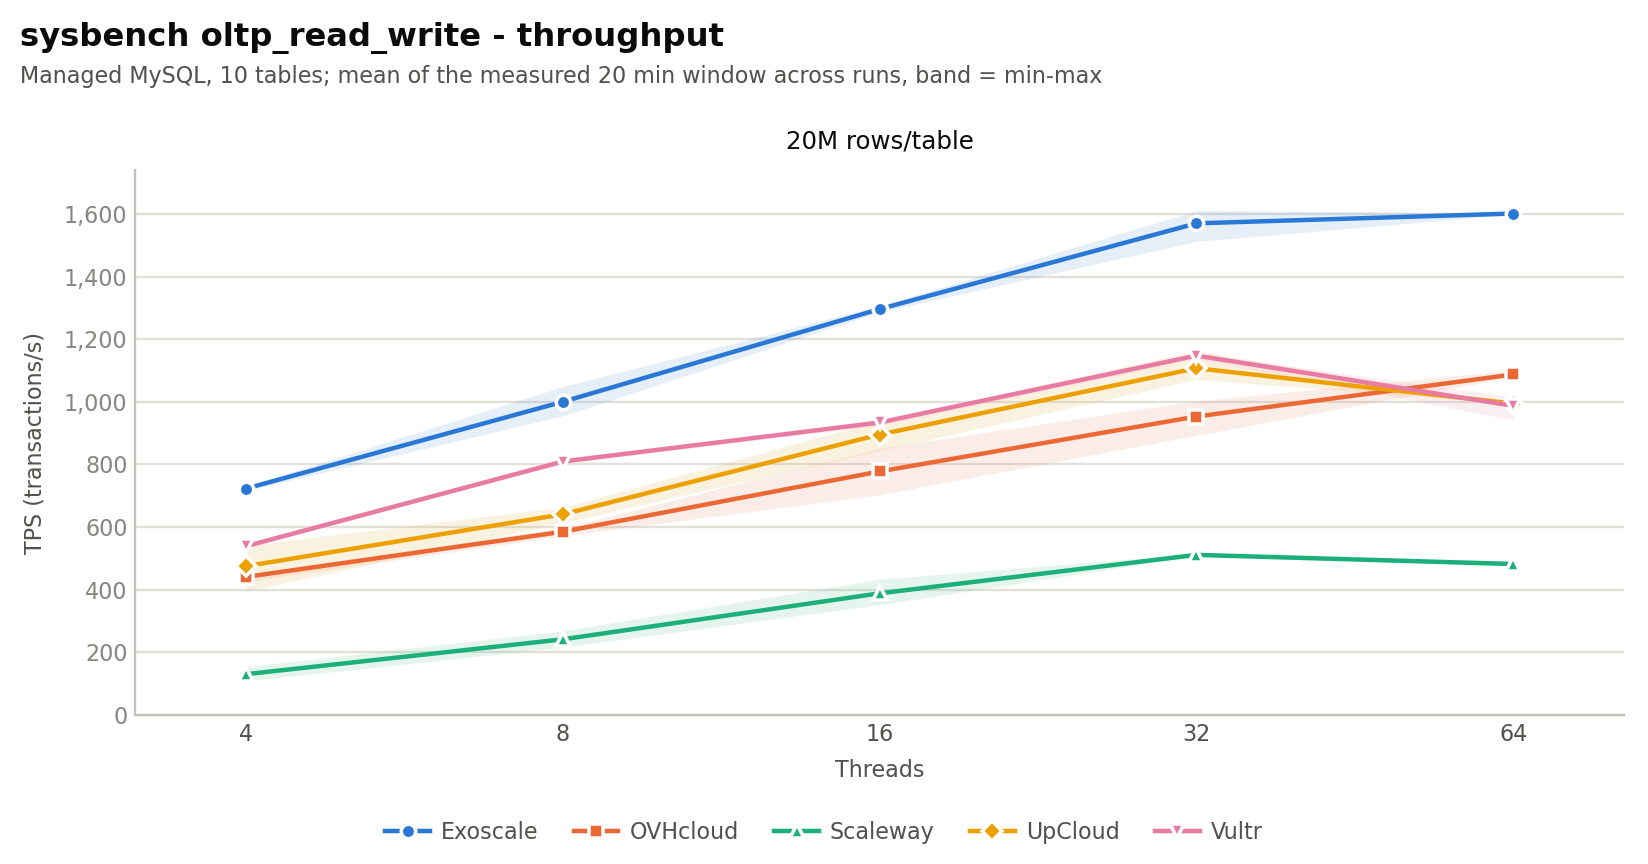 sysbench oltp_read_write - throughput
Managed MySQL, 10 tables; mean of the measured 20 min window across runs, band = min-max
20M rows/table
TPS (transactions/s)
1,600
1,400
1,200
1,000
800
600
400
200
0
4 8 16 32 64
Threads
Exoscale OVHcloud Scaleway UpCloud Vultr